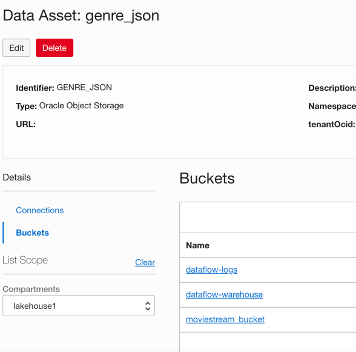 Data Asset: genre_json
Edit Delete
Identifier: GENRE_JSON
Type: Oracle Object Storage
URL:
Description:
Namespace
tenantOcid:
Details
Connections
Buckets
List Scope Clear
Compartments
lakehouse1
Buckets
Name
dataflow-logs
dataflow-warehouse
moviestream_bucket